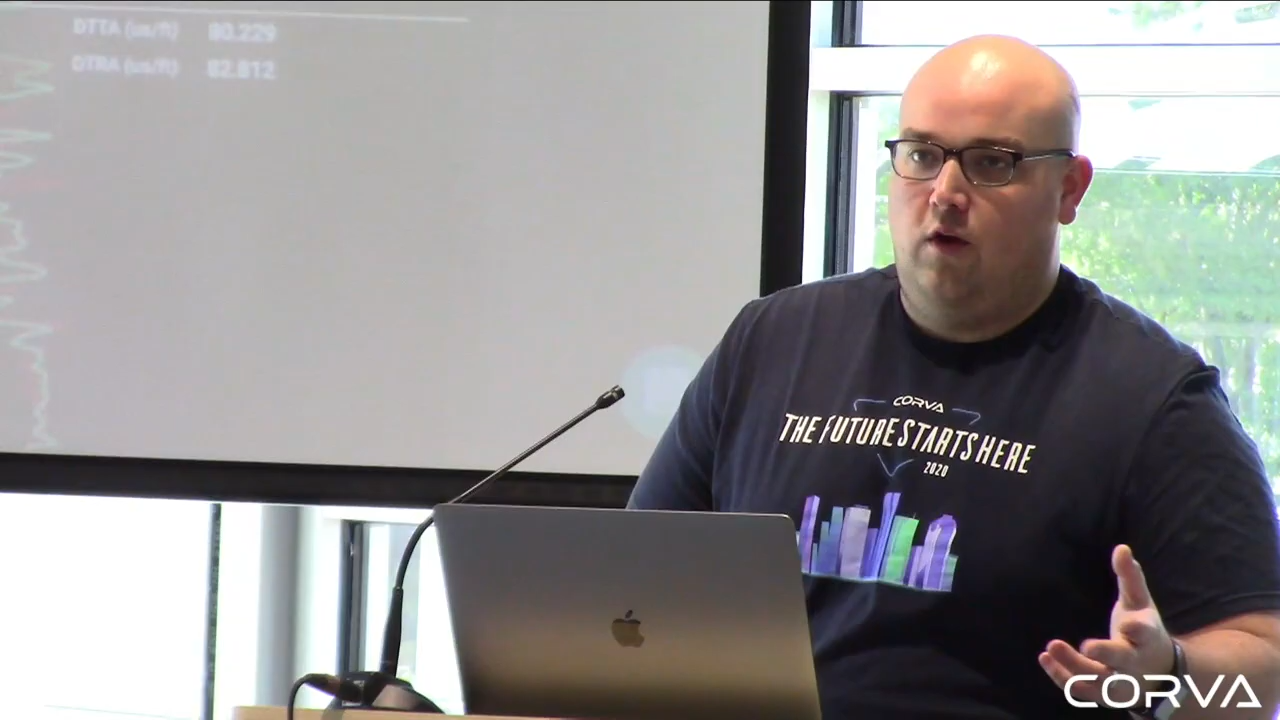 DTTA (us/ft) 80.229
DTRA (us/ft) 82.812
CORVA
THE FUTURE STARTS HERE
2020
CORVA